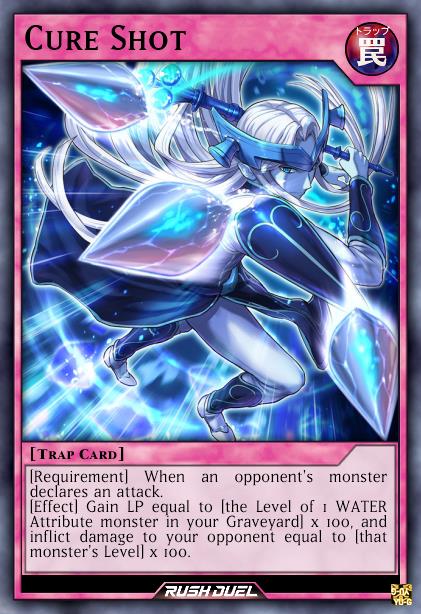 Cure Shot
トラップ
罠
[Trap Card]
[Requirement] When an opponent's monster
declares an attack.
[Effect] Gain LP equal to [the Level of 1 WATER
Attribute monster in your Graveyard] x 100, and
inflict damage to your opponent equal to [that
monster's Level] x 100.
RUSH DUEL